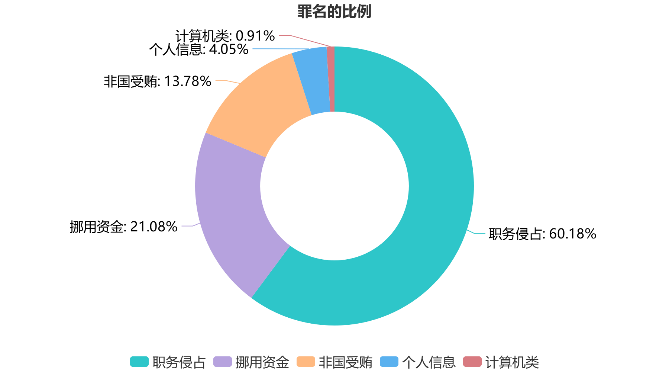 罪名的比例
计算机类: 0.91%
个人信息: 4.05%
非国受贿: 13.78%
挪用资金: 21.08%
职务侵占: 60.18%
职务侵占 挪用资金 非国受贿 个人信息 计算机类